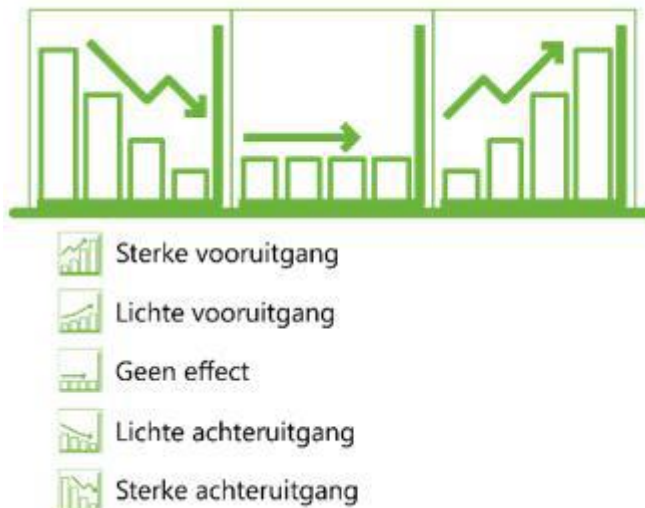 Sterke vooruitgang
Lichte vooruitgang
Geen effect
Lichte achteruitgang
Sterke achteruitgang